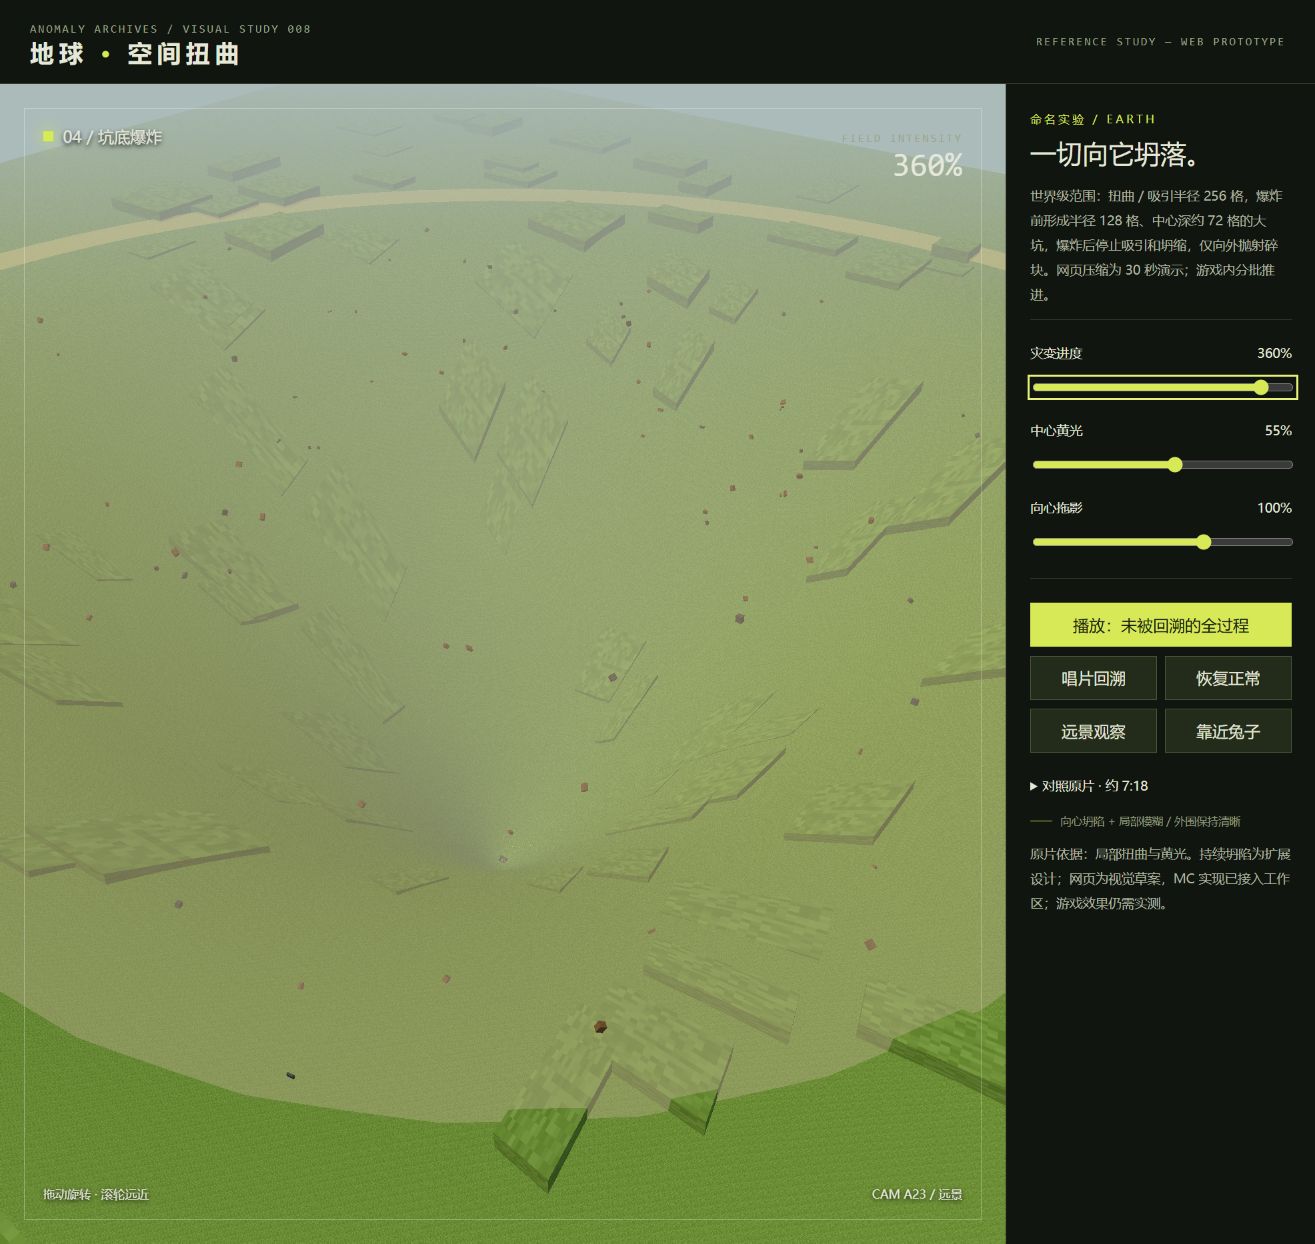 ANOMALY ARCHIVES / VISUAL STUDY 008
地球 • 空间扭曲
REFERENCE STUDY — WEB PROTOTYPE
04 / 坑底爆炸
FIELD INTENSITY
360%
拖动旋转 · 滚轮远近
CAM A23 / 远景
命名实验 / EARTH
一切向它坍落。
世界级范围：扭曲 / 吸引半径 256 格，爆炸
前形成半径 128 格、中心深约 72 格的大
坑，爆炸后停止吸引和坍缩，仅向外抛射碎
块。网页压缩为 30 秒演示；游戏内分批推
进。
灾变进度 360%
中心黄光 55%
向心拖影 100%
播放：未被回溯的全过程
唱片回溯 恢复正常
远景观察 靠近兔子
▶ 对照原片 · 约 7:18
向心坍陷 + 局部模糊 / 外围保持清晰
原片依据：局部扭曲与黄光。持续坍陷为扩展
设计；网页为视觉草案，MC 实现已接入工作
区；游戏效果仍需实测。